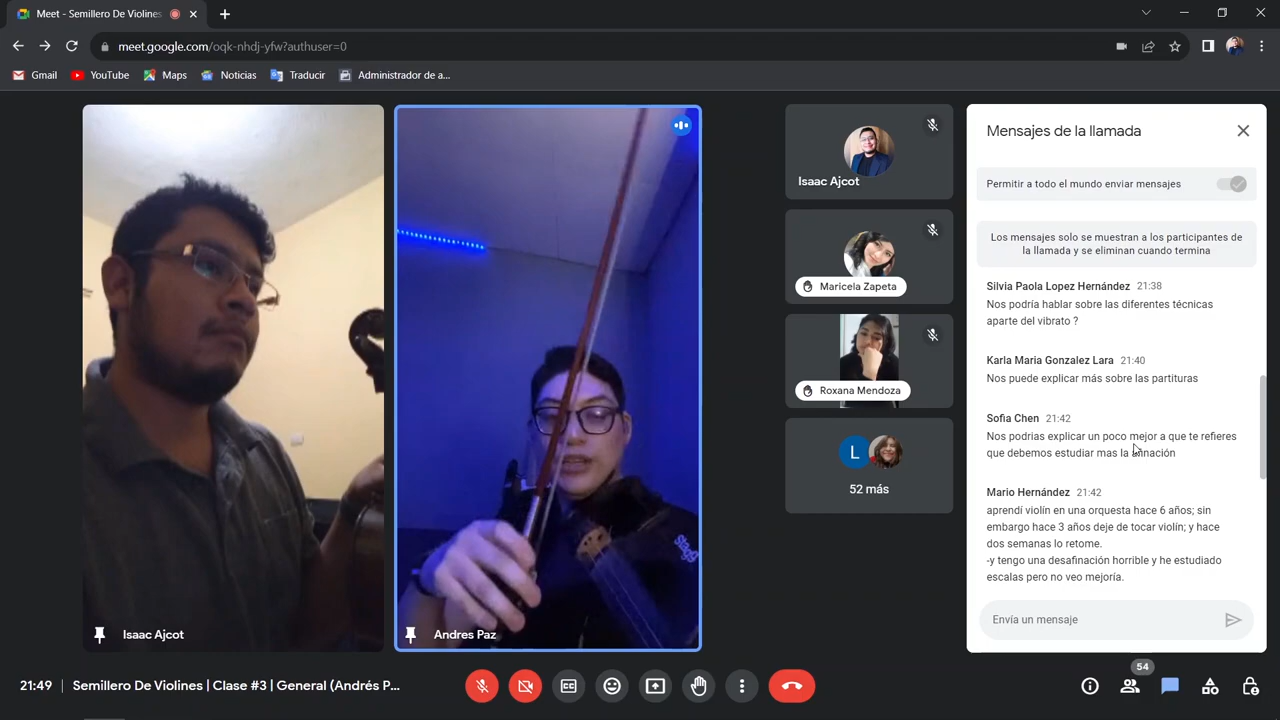 Meet - Semillero De Violines
meet.google.com/oqk-nhdj-yfw?authuser=0
Gmail
YouTube
Maps
Noticias
Traducir
Administrador de a...
Isaac Ajcot
Andres Paz
Stagg
Isaac Ajcot
Maricela Zapeta
Roxana Mendoza
L
52 más
Mensajes de la llamada
Permitir a todo el mundo enviar mensajes
Los mensajes solo se muestran a los participantes de
la llamada y se eliminan cuando termina
Silvia Paola Lopez Hernández 21:38
Nos podría hablar sobre las diferentes técnicas
aparte del vibrato ?
Karla Maria Gonzalez Lara 21:40
Nos puede explicar más sobre las partituras
Sofia Chen 21:42
Nos podrias explicar un poco mejor a que te refieres
que debemos estudiar mas la afinación
Mario Hernández 21:42
aprendí violín en una orquesta hace 6 años; sin
embargo hace 3 años deje de tocar violín; y hace
dos semanas lo retome.
-y tengo una desafinación horrible y he estudiado
escalas pero no veo mejoría.
Envía un mensaje
21:49 | Semillero De Violines | Clase #3 | General (Andrés P...
54